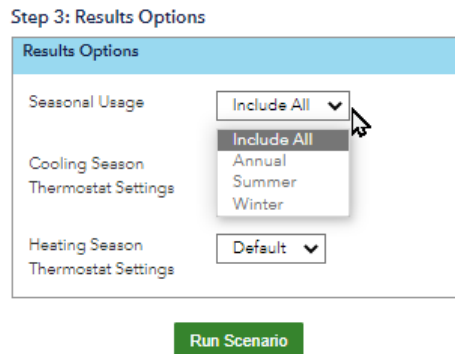 Step 3: Results Options
Results Options
Seasonal Usage
Include All
Include All
Annual
Summer
Winter
Cooling Season
Thermostat Settings
Heating Season
Thermostat Settings
Default
Run Scenario